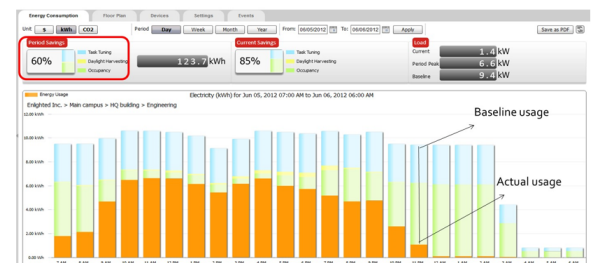 Energy Consumption Floor Plan Devices Settings Events
Unit $ kWh CO2 Period Day Week Month Year From: 06/05/2012 To: 06/06/2012 Apply Save as PDF
Period Savings
60%
Task Tuning
Daylight Harvesting
Occupancy
123.7 kWh
Current Savings
85%
Task Tuning
Daylight Harvesting
Occupancy
Load
Current 1.4 kW
Period Peak 6.6 kW
Baseline 9.4 kW
Energy Usage
Electricity (kWh) for Jun 05, 2012 07:00 AM to Jun 06, 2012 06:00 AM
Enlighted Inc. > Main campus > HQ building > Engineering
12.00 kWh
Baseline usage
10.00 kWh
8.00 kWh
Actual usage
6.00 kWh
4.00 kWh
2.00 kWh
0.00 kWh